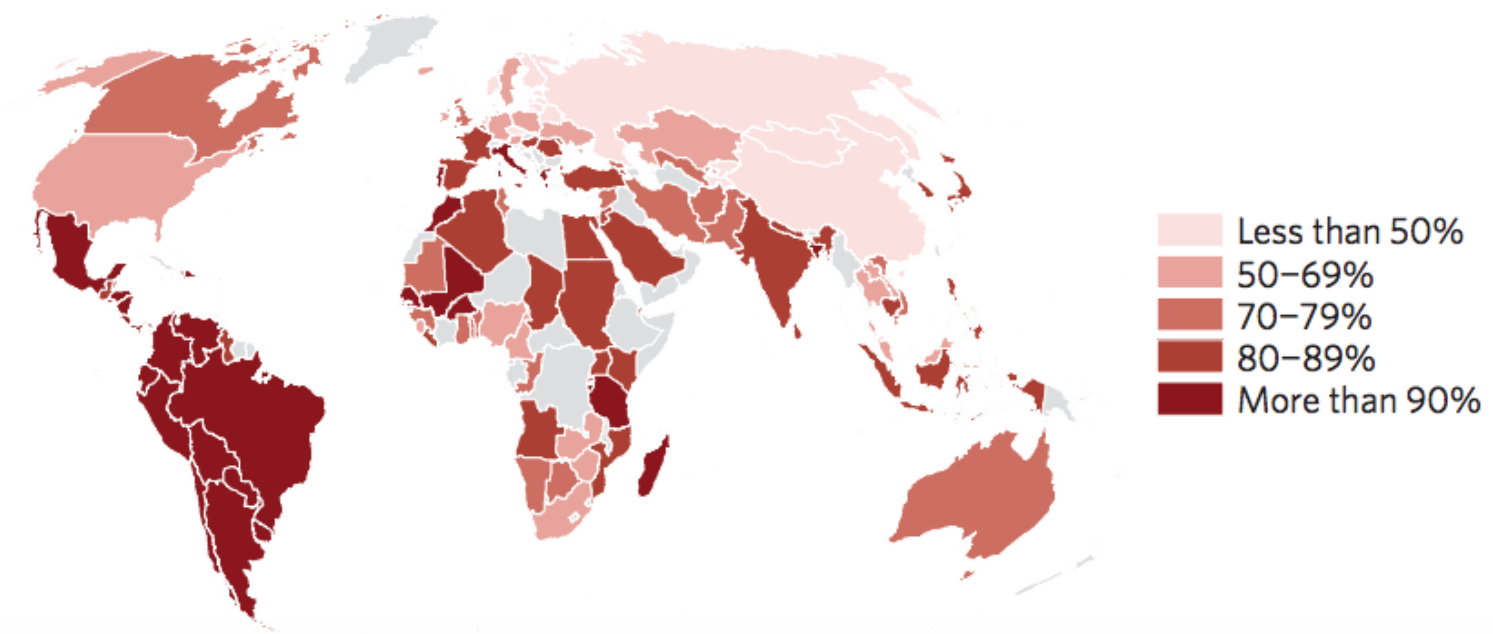 Less than 50%
50–69%
70–79%
80–89%
More than 90%